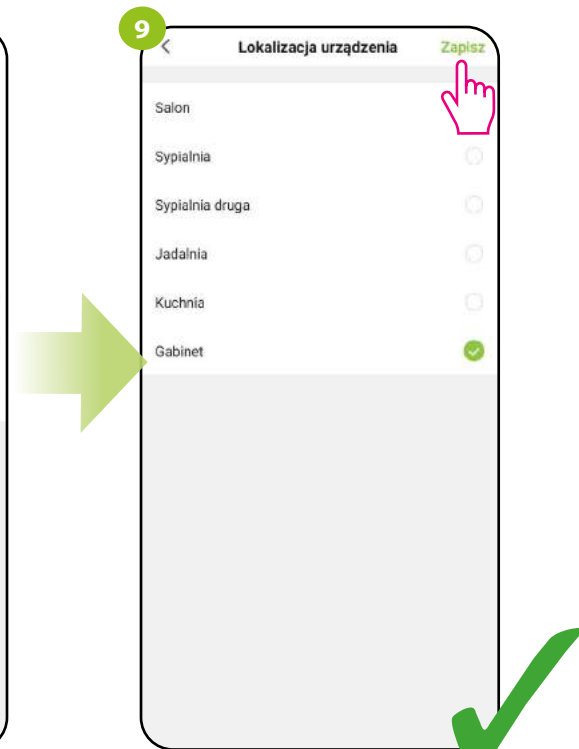 9
Lokalizacja urządzenia Zapisz
Salon
Sypialnia
Sypialnia druga
Jadalnia
Kuchnia
Gabinet